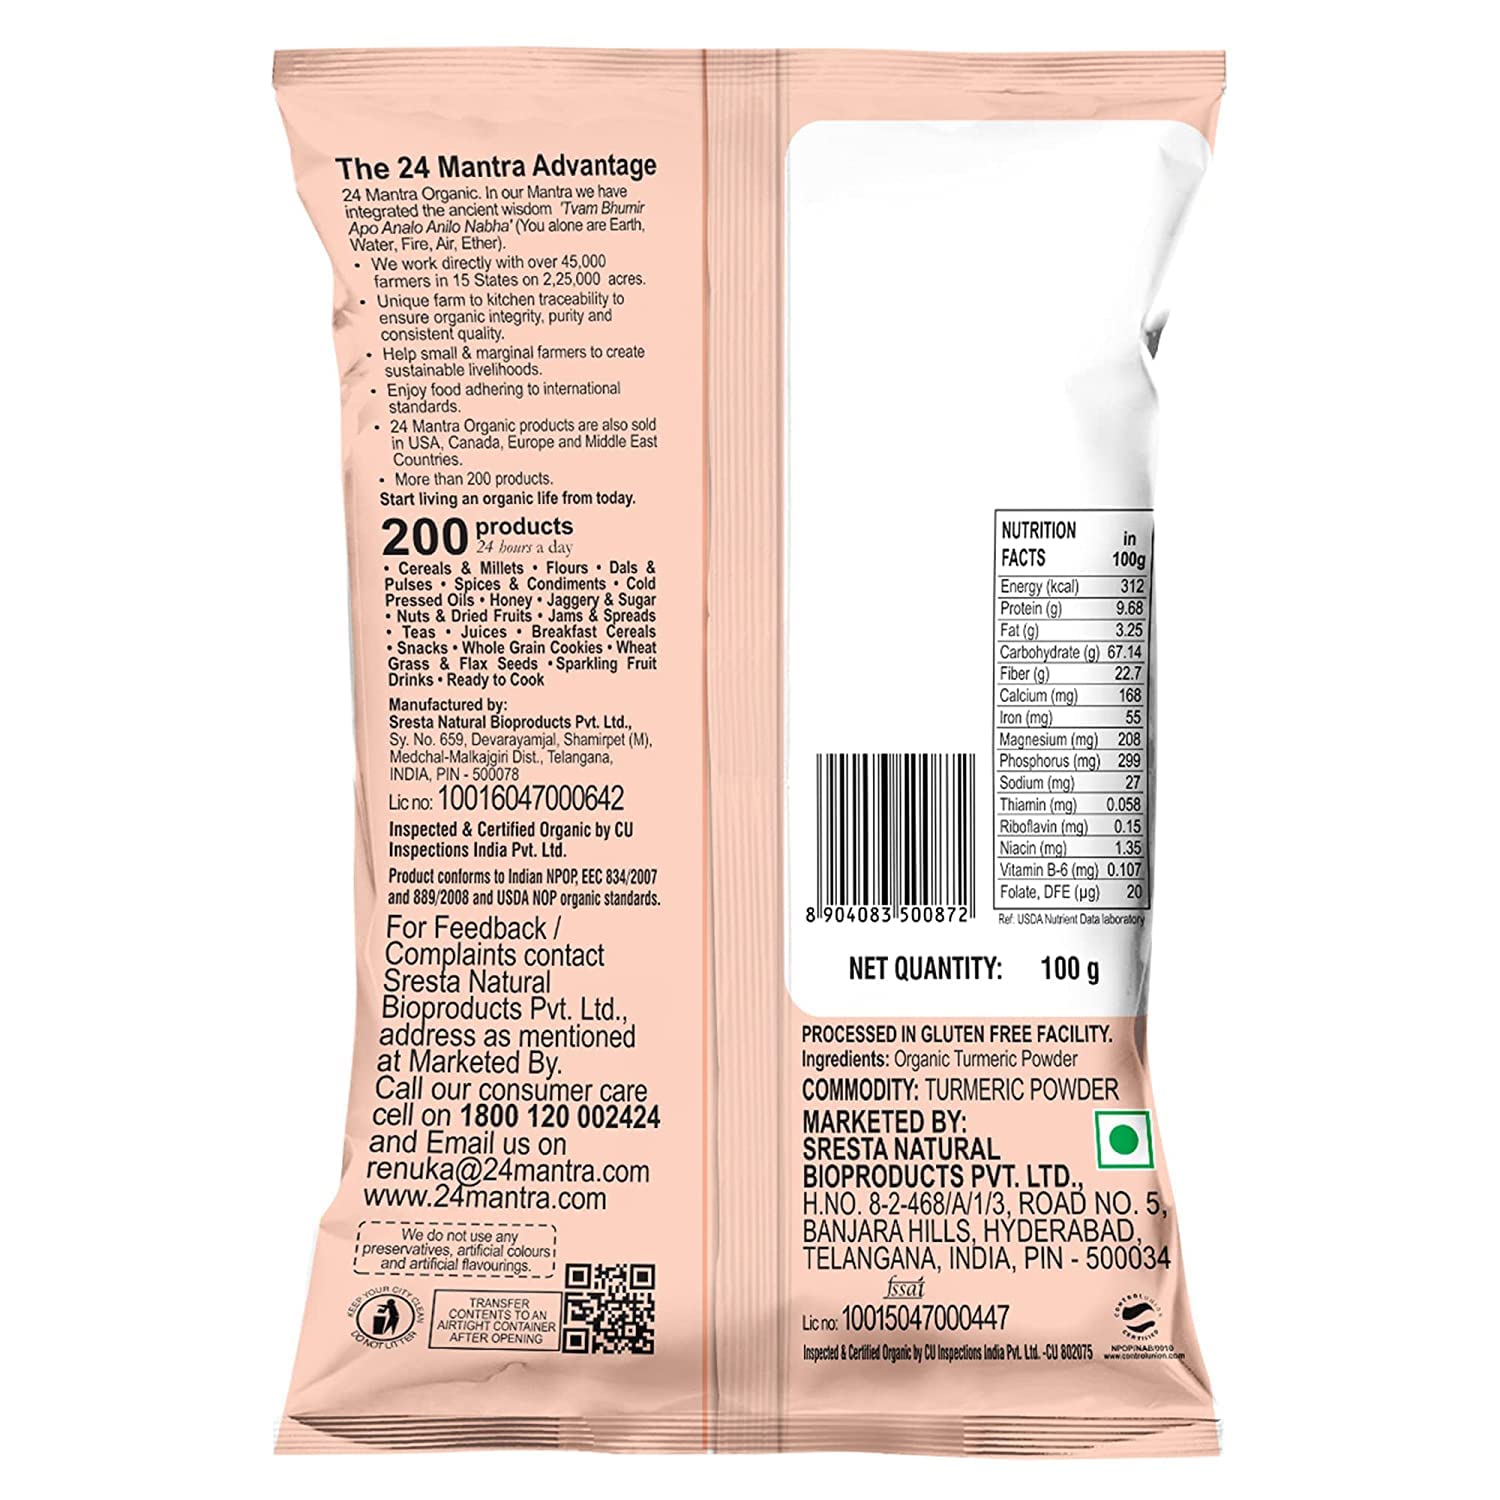 The 24 Mantra Advantage
24 Mantra Organic. In our Mantra we have
integrated the ancient wisdom 'Tvam Bhumir
Apo Analo Anilo Nabha' (You alone are Earth,
Water, Fire, Air, Ether).
• We work directly with over 45,000
farmers in 15 States on 2,25,000 acres.
• Unique farm to kitchen traceability to
ensure organic integrity, purity and
consistent quality.
• Help small & marginal farmers to create
sustainable livelihoods.
• Enjoy food adhering to international
standards.
• 24 Mantra Organic products are also sold
in USA, Canada, Europe and Middle East
Countries.
• More than 200 products.
Start living an organic life from today.
200 products
24 hours a day
• Cereals & Millets • Flours • Dals &
Pulses • Spices & Condiments • Cold
Pressed Oils • Honey • Jaggery & Sugar
• Nuts & Dried Fruits • Jams & Spreads
• Teas • Juices • Breakfast Cereals
• Snacks • Whole Grain Cookies • Wheat
Grass & Flax Seeds • Sparkling Fruit
Drinks • Ready to Cook
Manufactured by:
Sresta Natural Bioproducts Pvt. Ltd.,
Sy. No. 659, Devarayamjal, Shamirpet (M),
Medchal-Malkajgiri Dist., Telangana,
INDIA, PIN - 500078
Lic no: 10016047000642
Inspected & Certified Organic by CU
Inspections India Pvt. Ltd.
Product conforms to Indian NPOP, EEC 834/2007
and 889/2008 and USDA NOP organic standards.
For Feedback /
Complaints contact
Sresta Natural
Bioproducts Pvt. Ltd.,
address as mentioned
at Marketed By.
Call our consumer care
cell on 1800 120 002424
and Email us on
renuka@24mantra.com
www.24mantra.com
We do not use any
preservatives, artificial colours
and artificial flavourings.
KEEP YOUR CITY CLEAN
DO NOT LITTER
TRANSFER
CONTENTS TO AN
AIRTIGHT CONTAINER
AFTER OPENING
NUTRITION FACTS in 100g
Energy (kcal) 312
Protein (g) 9.68
Fat (g) 3.25
Carbohydrate (g) 67.14
Fiber (g) 22.7
Calcium (mg) 168
Iron (mg) 55
Magnesium (mg) 208
Phosphorus (mg) 299
Sodium (mg) 27
Thiamin (mg) 0.058
Riboflavin (mg) 0.15
Niacin (mg) 1.35
Vitamin B-6 (mg) 0.107
Folate, DFE (µg) 20
Ref: USDA Nutrient Data laboratory
8 904083 500872
NET QUANTITY: 100 g
PROCESSED IN GLUTEN FREE FACILITY.
Ingredients: Organic Turmeric Powder
COMMODITY: TURMERIC POWDER
MARKETED BY:
SRESTA NATURAL
BIOPRODUCTS PVT. LTD.,
H.NO. 8-2-468/A/1/3, ROAD NO. 5,
BANJARA HILLS, HYDERABAD,
TELANGANA, INDIA, PIN - 500034
fssai
Lic no: 10015047000447
Inspected & Certified Organic by CU Inspections India Pvt. Ltd. -CU 802075
CONTROLUNION
CERTIFIED
NPOP/NAB/0010
www.controlunion.com